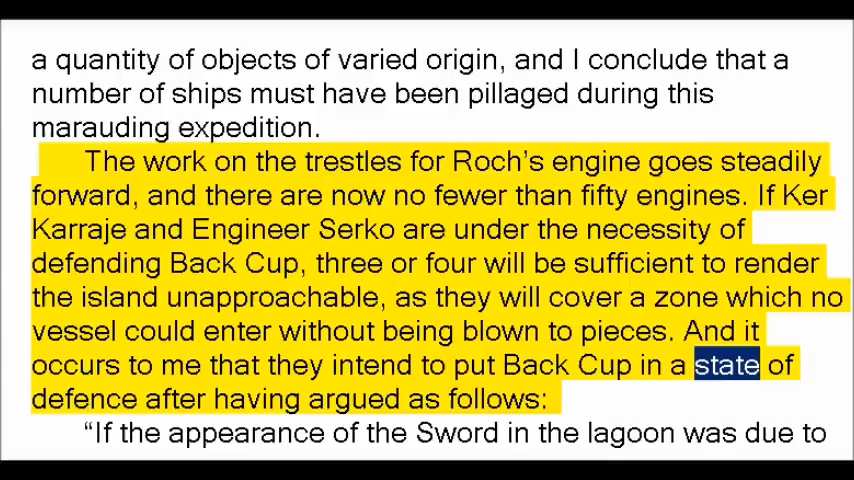 a quantity of objects of varied origin, and I conclude that a
number of ships must have been pillaged during this
marauding expedition.
The work on the trestles for Roch’s engine goes steadily
forward, and there are now no fewer than fifty engines. If Ker
Karraje and Engineer Serko are under the necessity of
defending Back Cup, three or four will be sufficient to render
the island unapproachable, as they will cover a zone which no
vessel could enter without being blown to pieces. And it
occurs to me that they intend to put Back Cup in a state of
defence after having argued as follows:
“If the appearance of the Sword in the lagoon was due to